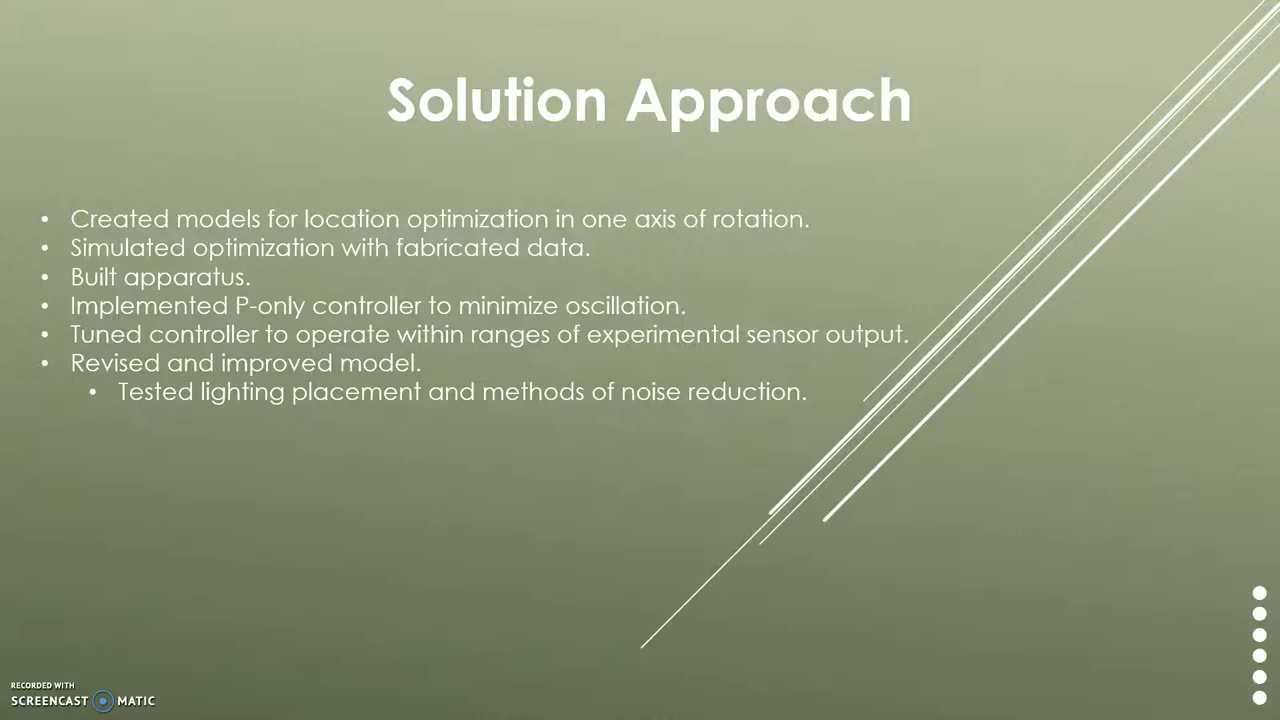 Solution Approach
• Created models for location optimization in one axis of rotation.
• Simulated optimization with fabricated data.
• Built apparatus.
• Implemented P-only controller to minimize oscillation.
• Tuned controller to operate within ranges of experimental sensor output.
• Revised and improved model.
• Tested lighting placement and methods of noise reduction.
RECORDED WITH
SCREENCAST MATIC